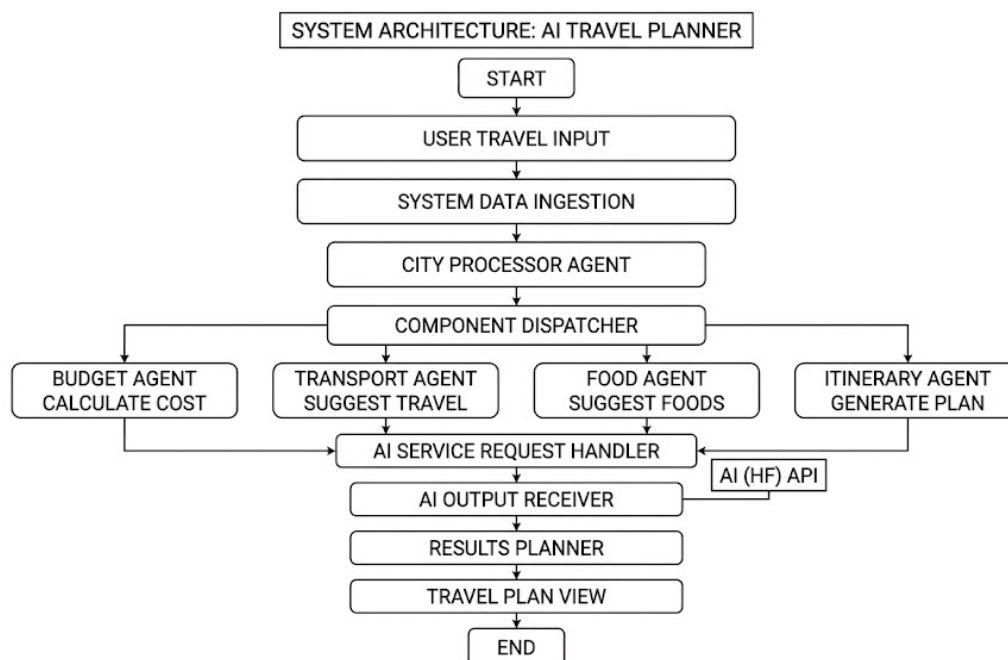 SYSTEM ARCHITECTURE: AI TRAVEL PLANNER
START
USER TRAVEL INPUT
SYSTEM DATA INGESTION
CITY PROCESSOR AGENT
COMPONENT DISPATCHER
BUDGET AGENT
CALCULATE COST
TRANSPORT AGENT
SUGGEST TRAVEL
FOOD AGENT
SUGGEST FOODS
ITINERARY AGENT
GENERATE PLAN
AI SERVICE REQUEST HANDLER
AI (HF) API
AI OUTPUT RECEIVER
RESULTS PLANNER
TRAVEL PLAN VIEW
END